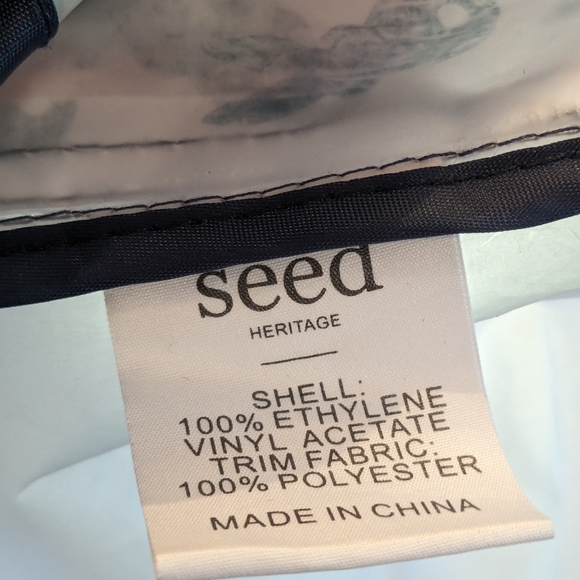 seed
HERITAGE
SHELL:
100% ETHYLENE
VINYL ACETATE
TRIM FABRIC:
100% POLYESTER
MADE IN CHINA